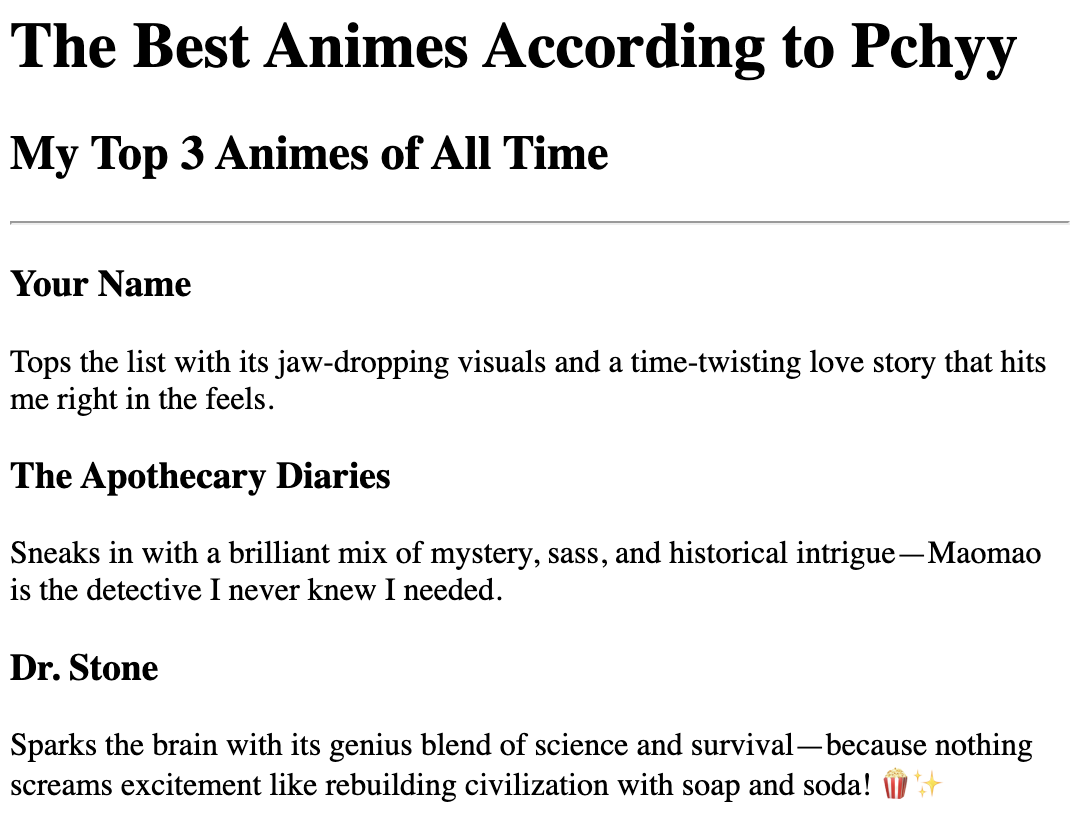 The Best Animes According to Pchyy
My Top 3 Animes of All Time
Your Name
Tops the list with its jaw-dropping visuals and a time-twisting love story that hits
me right in the feels.
The Apothecary Diaries
Sneaks in with a brilliant mix of mystery, sass, and historical intrigue—Maomao
is the detective I never knew I needed.
Dr. Stone
Sparks the brain with its genius blend of science and survival—because nothing
screams excitement like rebuilding civilization with soap and soda! 🍿✨